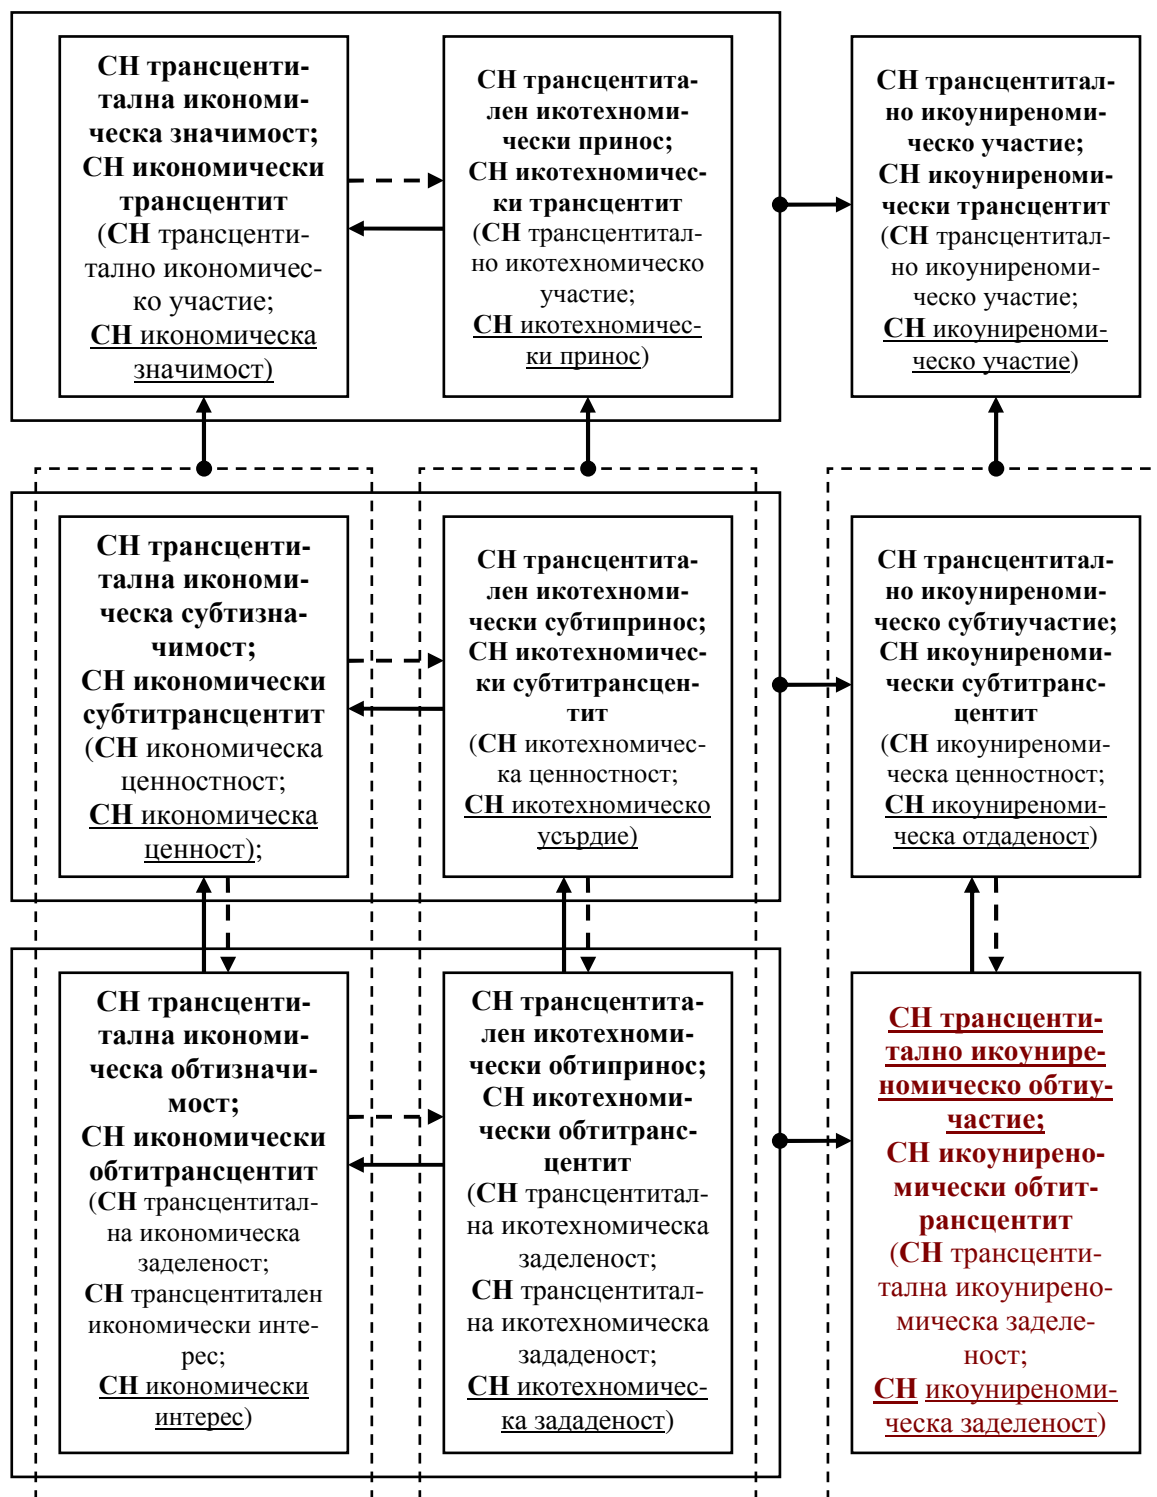 СН трансценти-
тална икономи-
ческа значимост;
СН икономически
трансцентит
(СН трансценти-
тално икономичес-
ко участие;
СН икономическа
значимост)
СН трансцентита-
лен икотехноми-
чески принос;
СН икотехномичес-
ки трансцентит
(СН трансцентитал-
но икотехномическо
участие;
СН икотехномичес-
ки принос)
СН трансцентитал-
но икоуниреноми-
ческо участие;
СН икоуниреноми-
чески трансцентит
(СН трансцентитал-
но икоуниреноми-
ческо участие;
СН икоуниреноми-
ческо участие)
СН трансценти-
тална икономи-
ческа субтизна-
чимост;
СН икономически
субтитрансцентит
(СН икономическа
ценностност;
СН икономическа
ценност);
СН трансцентита-
лен икотехноми-
чески субтипринос;
СН икотехномичес-
ки субтитрансцен-
тит
(СН икотехномичес-
ка ценностност;
СН икотехномическо
усърдие)
СН трансцентитал-
но икоуниреноми-
ческо субтиучастие;
СН икоуниреноми-
чески субтитранс-
центит
(СН икоуниреноми-
ческа ценностност;
СН икоуниреноми-
ческа отдаденост)
СН трансценти-
тална икономи-
ческа обтизначи-
мост;
СН икономически
обтитрансцентит
(СН трансцентитал-
на икономическа
заделеност;
СН трансцентитален
икономически инте-
рес;
СН икономически
интерес)
СН трансцентита-
лен икотехноми-
чески обтипринос;
СН икотехноми-
чески обтитранс-
центит
(СН трансцентитал-
на икотехномическа
заделеност;
СН трансцентитал-
на икотехномическа
зададеност;
СН икотехномичес-
ка зададеност)
СН трансценти-
тално икоунире-
номическо обтиу-
частие;
СН икоунирено-
мически обтит-
рансцентит
(СН трансценти-
тална икоунирено-
мическа заделе-
ност;
СН икоуниреноми-
ческа заделеност)